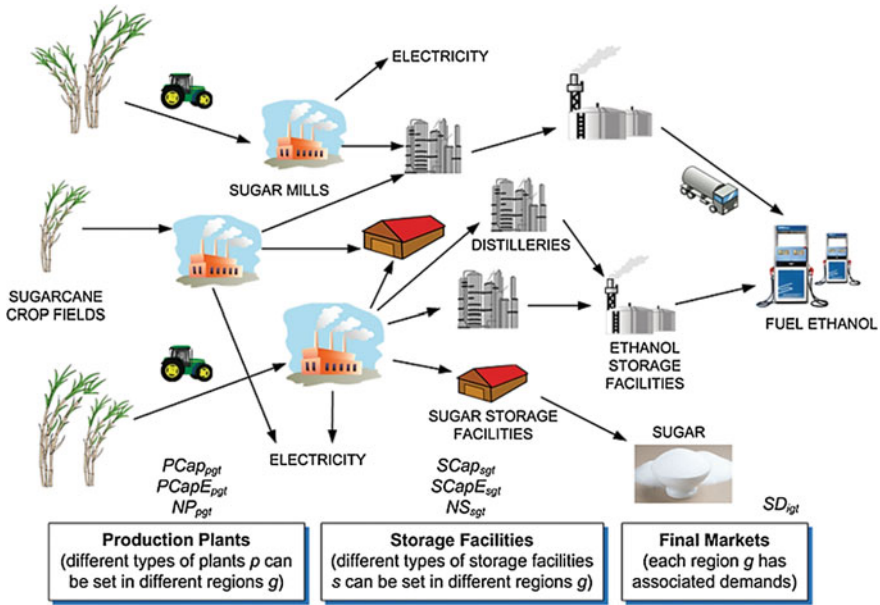 ELECTRICITY
SUGAR MILLS
DISTILLERIES
SUGARCANE
CROP FIELDS
FUEL ETHANOL
ETHANOL
STORAGE
FACILITIES
SUGAR STORAGE
FACILITIES
SUGAR
ELECTRICITY
PCap_pgt
PCapE_pgt
NP_pgt
SCap_sgt
SCapE_sgt
NS_sgt
SD_igt
Production Plants
(different types of plants p can
be set in different regions g)
Storage Facilities
(different types of storage facilities
s can be set in different regions g)
Final Markets
(each region g has
associated demands)